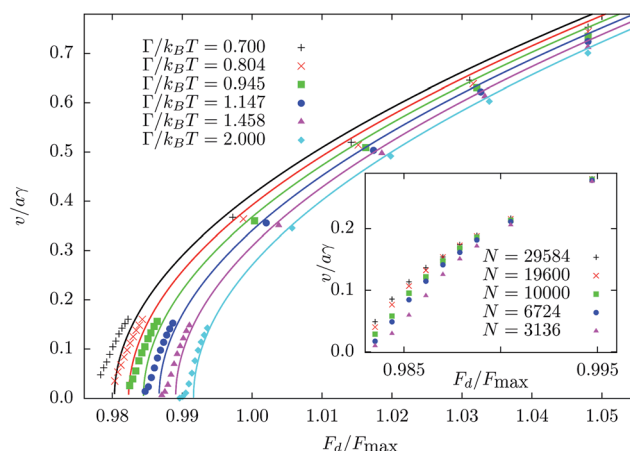 Γ/k_BT = 0.700
Γ/k_BT = 0.804
Γ/k_BT = 0.945
Γ/k_BT = 1.147
Γ/k_BT = 1.458
Γ/k_BT = 2.000
v/aγ
0.7
0.6
0.5
0.4
0.3
0.2
0.1
0.0
0.98
0.99
1.00
1.01
1.02
1.03
1.04
1.05
F_d/F_max
v/aγ
0.2
0.1
0.0
N = 29584
N = 19600
N = 10000
N = 6724
N = 3136
0.985
0.995
F_d/F_max